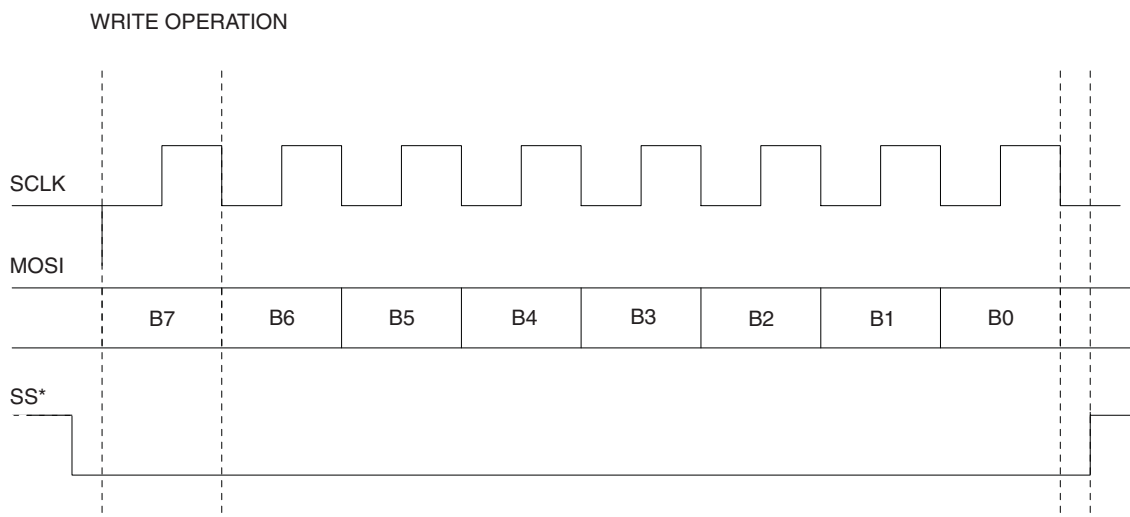 WRITE OPERATION
SCLK
MOSI
B7 B6 B5 B4 B3 B2 B1 B0
SS*